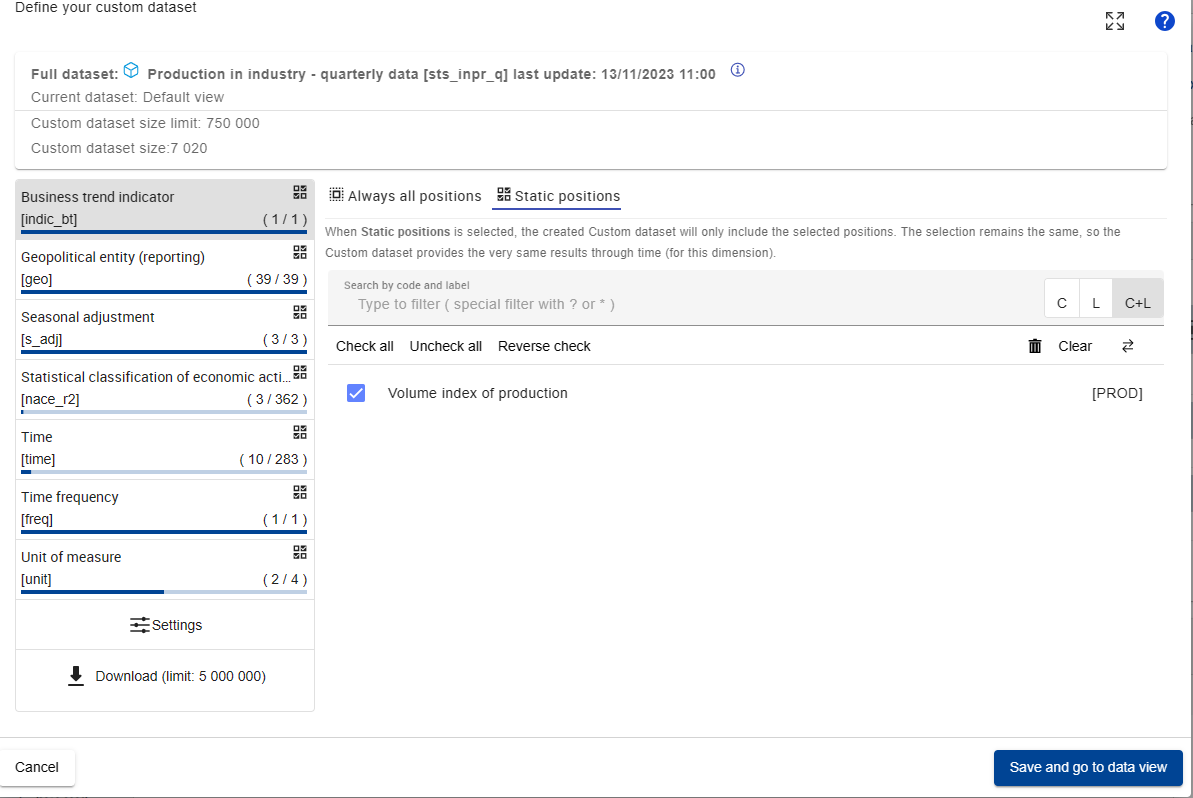 Define your custom dataset
?
Full dataset: Production in industry - quarterly data [sts_inpr_q] last update: 13/11/2023 11:00
Current dataset: Default view
Custom dataset size limit: 750 000
Custom dataset size:7 020
Business trend indicator
[indic_bt] ( 1 / 1 )
Geopolitical entity (reporting)
[geo] ( 39 / 39 )
Seasonal adjustment
[s_adj] ( 3 / 3 )
Statistical classification of economic acti...
[nace_r2] ( 3 / 362 )
Time
[time] ( 10 / 283 )
Time frequency
[freq] ( 1 / 1 )
Unit of measure
[unit] ( 2 / 4 )
Settings
Download (limit: 5 000 000)
Always all positions Static positions
When Static positions is selected, the created Custom dataset will only include the selected positions. The selection remains the same, so the
Custom dataset provides the very same results through time (for this dimension).
Search by code and label
Type to filter ( special filter with ? or * )
C L C+L
Check all Uncheck all Reverse check Clear
Volume index of production [PROD]
Cancel Save and go to data view